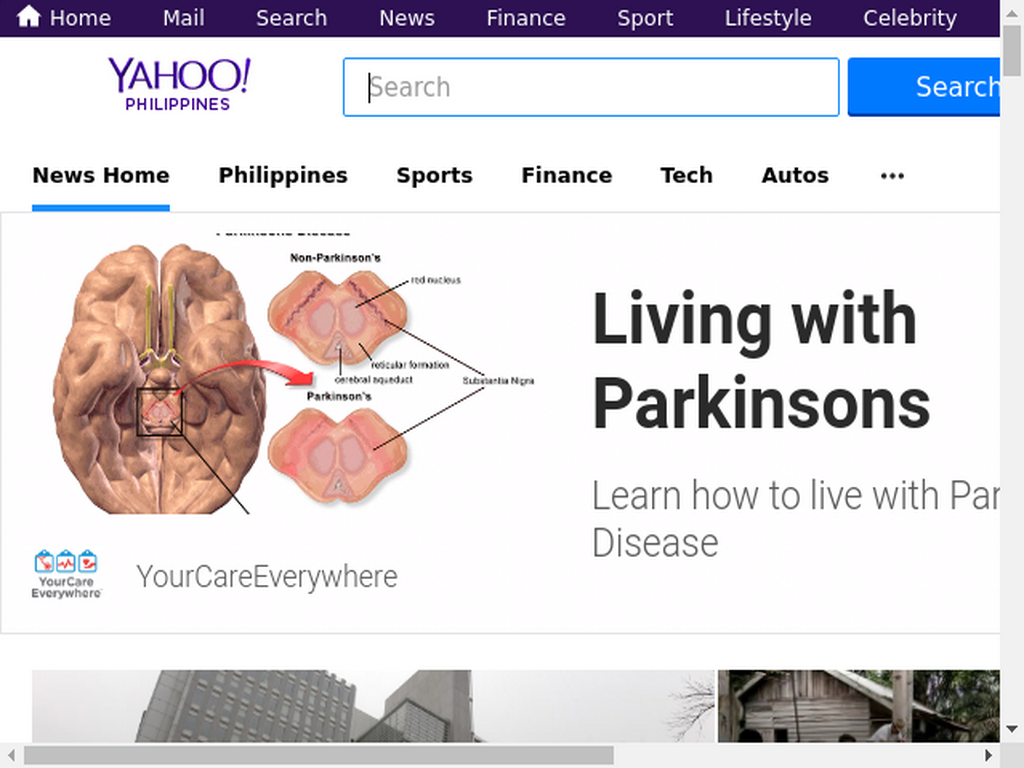 Home Mail Search News Finance Sport Lifestyle Celebrity
YAHOO!
PHILIPPINES
Search
Search
News Home Philippines Sports Finance Tech Autos •••
Non-Parkinson's
red nucleus
reticular formation
cerebral aqueduct
Substantia Nigra
Parkinson's
Living with
Parkinsons
Learn how to live with Par
Disease
YourCare
Everywhere
YourCareEverywhere